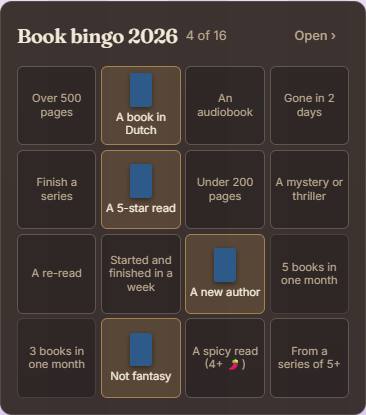 Book bingo 2026 4 of 16 Open ›
Over 500
pages
A book in
Dutch
An
audiobook
Gone in 2
days
Finish a
series
A 5-star read
Under 200
pages
A mystery or
thriller
A re-read
Started and
finished in a
week
A new author
5 books in
one month
3 books in
one month
Not fantasy
A spicy read
(4+ 🌶️)
From a
series of 5+